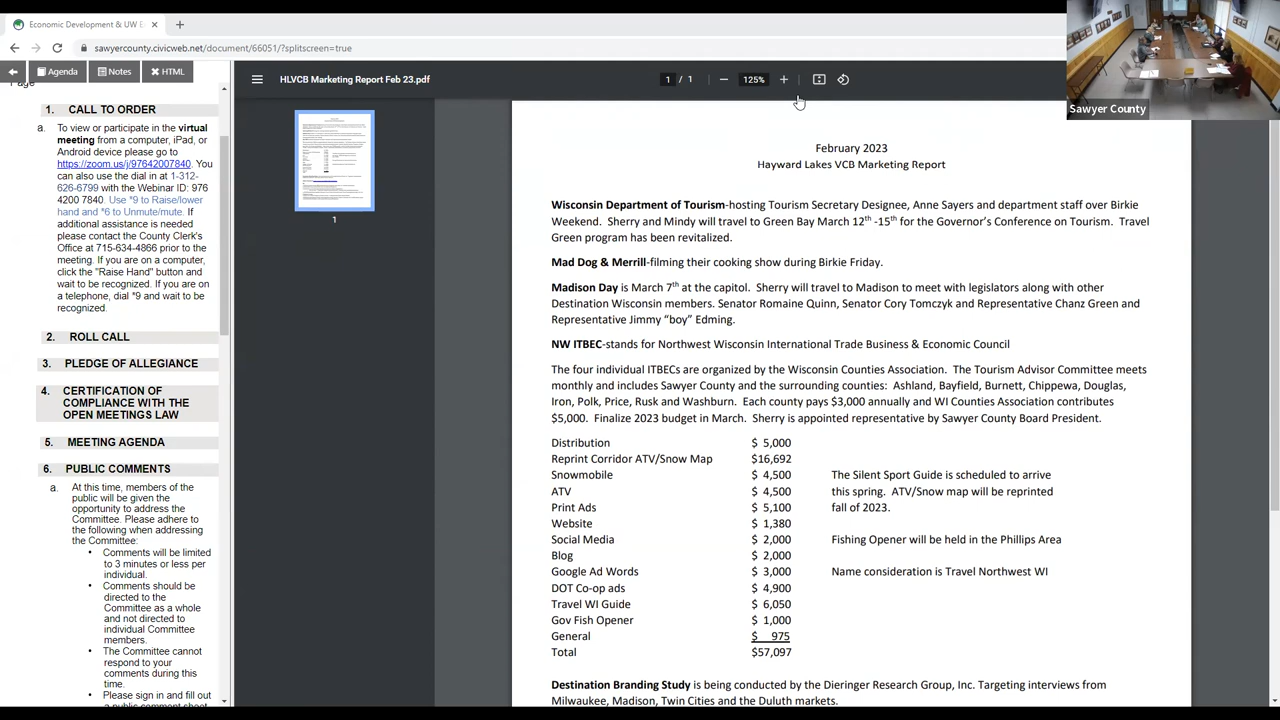 Economic Development & UW E
sawyercounty.civicweb.net/document/66051/?splitscreen=true
Agenda
Notes
HTML
Page
1. CALL TO ORDER
a. To view or participate in the virtual
meeting from a computer, iPad, or
Android device please go to
https://zoom.us/j/97642007840. You
can also use the dial in at 1-312-
626-6799 with the Webinar ID: 976
4200 7840. Use *9 to Raise/lower
hand and *6 to Unmute/mute. If
additional assistance is needed
please contact the County Clerk's
Office at 715-634-4866 prior to the
meeting. If you are on a computer,
click the "Raise Hand" button and
wait to be recognized. If you are on
a telephone, dial *9 and wait to be
recognized.
2. ROLL CALL
3. PLEDGE OF ALLEGIANCE
4. CERTIFICATION OF
COMPLIANCE WITH THE
OPEN MEETINGS LAW
5. MEETING AGENDA
6. PUBLIC COMMENTS
a. At this time, members of the
public will be given the
opportunity to address the
Committee. Please adhere to
the following when addressing
the Committee:
• Comments will be limited
to 3 minutes or less per
individual.
• Comments should be
directed to the
Committee as a whole
and not directed to
individual Committee
members.
• The Committee cannot
respond to your
comments during this
time.
• Please sign in and fill out
a public comment sheet
HLVCB Marketing Report Feb 23.pdf
1 / 1
125%
1
Sawyer County
February 2023
Hayward Lakes VCB Marketing Report
Wisconsin Department of Tourism-hosting Tourism Secretary Designee, Anne Sayers and department staff over Birkie
Weekend. Sherry and Mindy will travel to Green Bay March 12th -15th for the Governor's Conference on Tourism. Travel
Green program has been revitalized.
Mad Dog & Merrill-filming their cooking show during Birkie Friday.
Madison Day is March 7th at the capitol. Sherry will travel to Madison to meet with legislators along with other
Destination Wisconsin members. Senator Romaine Quinn, Senator Cory Tomczyk and Representative Chanz Green and
Representative Jimmy “boy” Edming.
NW ITBEC-stands for Northwest Wisconsin International Trade Business & Economic Council
The four individual ITBECs are organized by the Wisconsin Counties Association. The Tourism Advisor Committee meets
monthly and includes Sawyer County and the surrounding counties: Ashland, Bayfield, Burnett, Chippewa, Douglas,
Iron, Polk, Price, Rusk and Washburn. Each county pays $3,000 annually and WI Counties Association contributes
$5,000. Finalize 2023 budget in March. Sherry is appointed representative by Sawyer County Board President.
Distribution $ 5,000
Reprint Corridor ATV/Snow Map $16,692
Snowmobile $ 4,500 The Silent Sport Guide is scheduled to arrive
ATV $ 4,500 this spring. ATV/Snow map will be reprinted
Print Ads $ 5,100 fall of 2023.
Website $ 1,380
Social Media $ 2,000 Fishing Opener will be held in the Phillips Area
Blog $ 2,000
Google Ad Words $ 3,000 Name consideration is Travel Northwest WI
DOT Co-op ads $ 4,900
Travel WI Guide $ 6,050
Gov Fish Opener $ 1,000
General $ 975
Total $57,097
Destination Branding Study is being conducted by the Dieringer Research Group, Inc. Targeting interviews from
Milwaukee, Madison, Twin Cities and the Duluth markets.